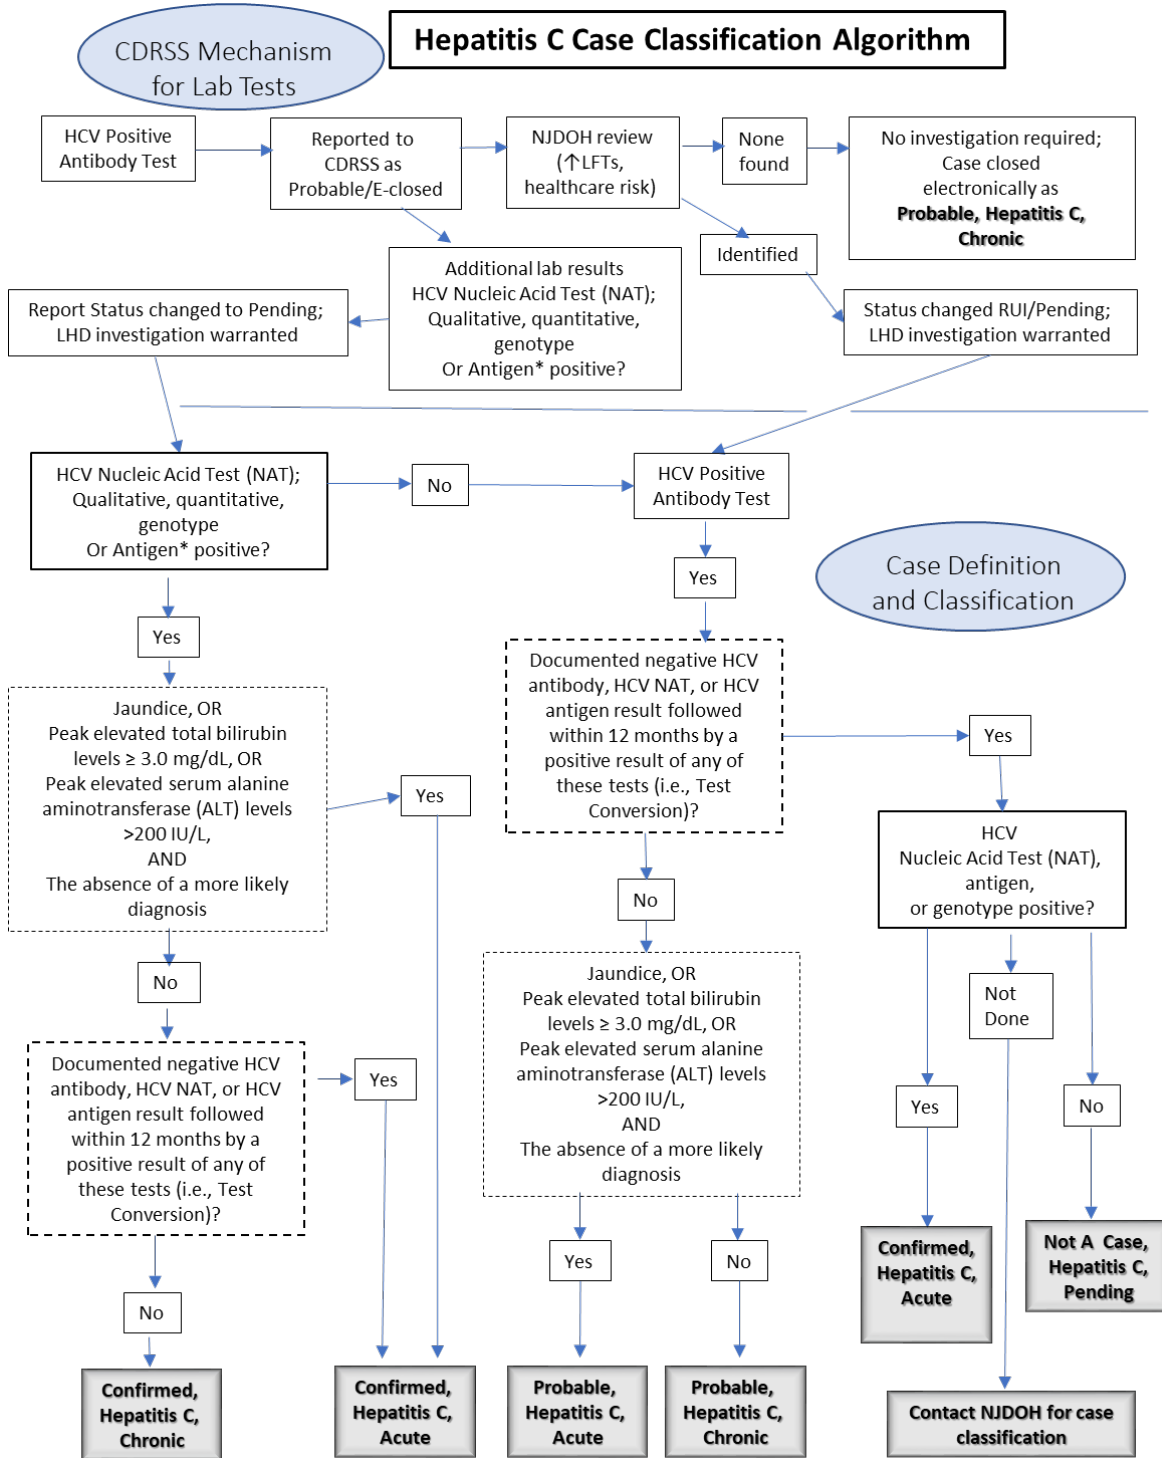 CDRSS Mechanism
for Lab Tests
Hepatitis C Case Classification Algorithm
HCV Positive
Antibody Test
Reported to
CDRSS as
Probable/E-closed
NJDOH review
(↑LFTs,
healthcare risk)
None
found
No investigation required;
Case closed
electronically as
Probable, Hepatitis C,
Chronic
Identified
Additional lab results
HCV Nucleic Acid Test (NAT);
Qualitative, quantitative,
genotype
Or Antigen* positive?
Report Status changed to Pending;
LHD investigation warranted
Status changed RUI/Pending;
LHD investigation warranted
HCV Nucleic Acid Test (NAT);
Qualitative, quantitative,
genotype
Or Antigen* positive?
No
HCV Positive
Antibody Test
Case Definition
and Classification
Yes
Yes
Jaundice, OR
Peak elevated total bilirubin
levels ≥ 3.0 mg/dL, OR
Peak elevated serum alanine
aminotransferase (ALT) levels
>200 IU/L,
AND
The absence of a more likely
diagnosis
Yes
Documented negative HCV
antibody, HCV NAT, or HCV
antigen result followed
within 12 months by a
positive result of any of
these tests (i.e., Test
Conversion)?
Yes
HCV
Nucleic Acid Test (NAT),
antigen,
or genotype positive?
No
No
Jaundice, OR
Peak elevated total bilirubin
levels ≥ 3.0 mg/dL, OR
Peak elevated serum alanine
aminotransferase (ALT) levels
>200 IU/L,
AND
The absence of a more likely
diagnosis
Not
Done
Documented negative HCV
antibody, HCV NAT, or HCV
antigen result followed
within 12 months by a
positive result of any of
these tests (i.e., Test
Conversion)?
Yes
Yes
No
Yes
No
Confirmed,
Hepatitis C,
Acute
Not A Case,
Hepatitis C,
Pending
No
Confirmed,
Hepatitis C,
Chronic
Confirmed,
Hepatitis C,
Acute
Probable,
Hepatitis C,
Acute
Probable,
Hepatitis C,
Chronic
Contact NJDOH for case
classification